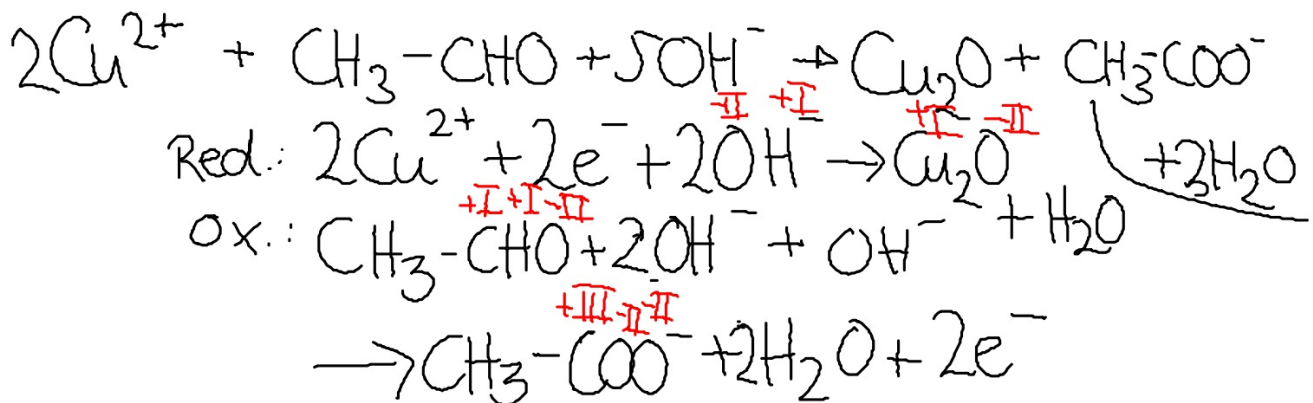 2Cu²⁺ + CH₃-CHO + 5OH⁻ → Cu₂O + CH₃-COO⁻
-II +I +I -II
Red.: 2Cu²⁺ + 2e⁻ + 2OH⁻ → Cu₂O + 3H₂O
+I +I -II
Ox.: CH₃-CHO + 2OH⁻ + OH⁻ + H₂O
+III -II -II
→ CH₃-COO⁻ + 2H₂O + 2e⁻